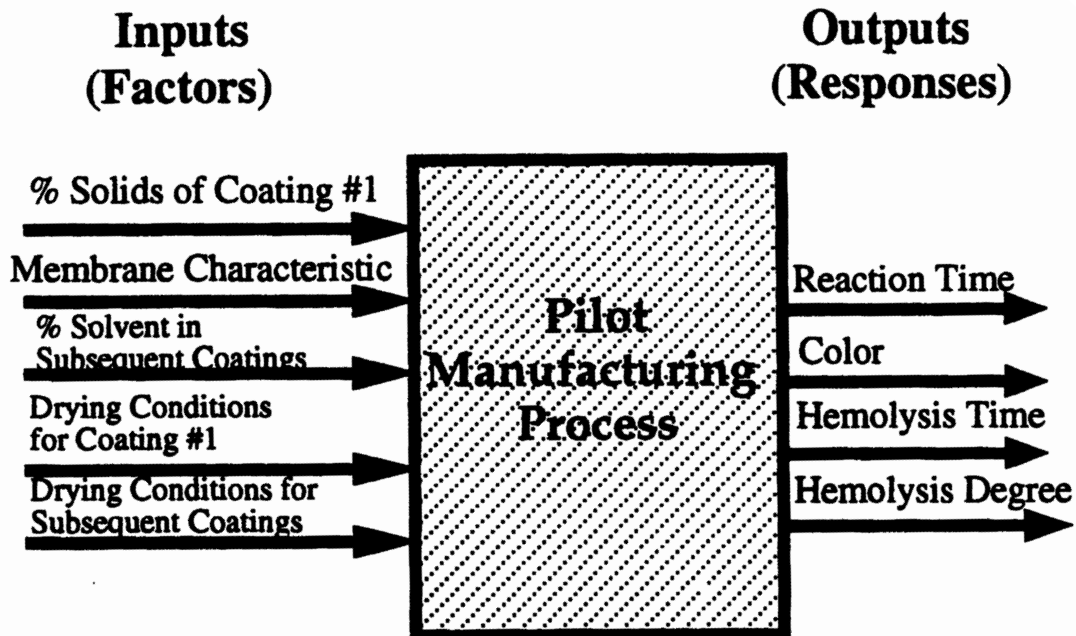 Inputs
(Factors)
Outputs
(Responses)
% Solids of Coating #1
Membrane Characteristic
% Solvent in
Subsequent Coatings
Drying Conditions
for Coating #1
Drying Conditions for
Subsequent Coatings
Pilot
Manufacturing
Process
Reaction Time
Color
Hemolysis Time
Hemolysis Degree